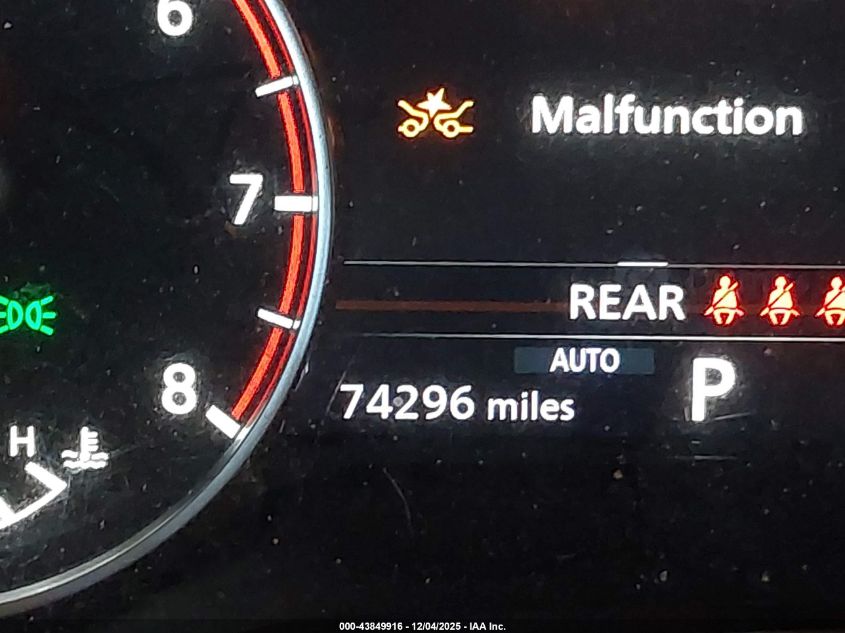 6
Malfunction
7
REAR
AUTO
8
74296 miles
P
H
000-43849916 - 12/04/2025 - IAA Inc.